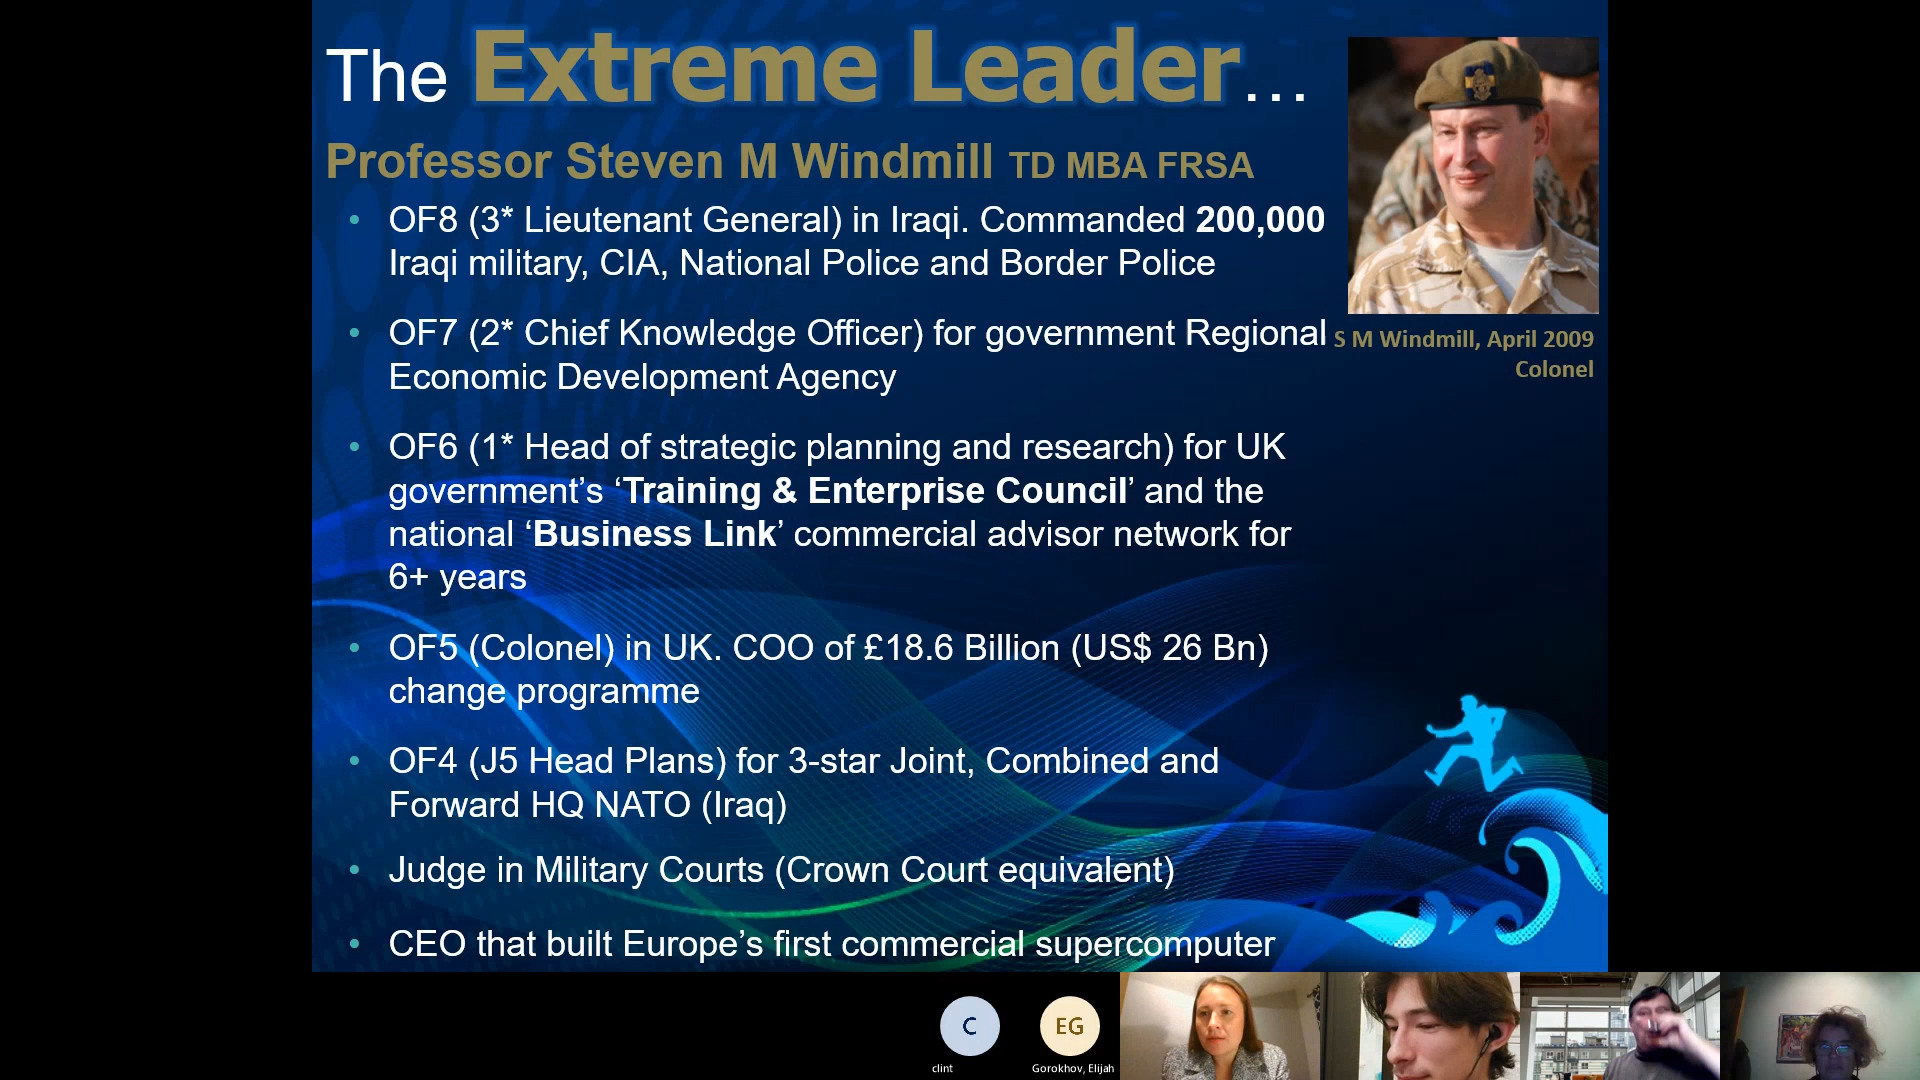 The Extreme Leader...
Professor Steven M Windmill TD MBA FRSA
• OF8 (3* Lieutenant General) in Iraqi. Commanded 200,000
Iraqi military, CIA, National Police and Border Police
• OF7 (2* Chief Knowledge Officer) for government Regional
Economic Development Agency
• OF6 (1* Head of strategic planning and research) for UK
government’s ‘Training & Enterprise Council’ and the
national ‘Business Link’ commercial advisor network for
6+ years
• OF5 (Colonel) in UK. COO of £18.6 Billion (US$ 26 Bn)
change programme
• OF4 (J5 Head Plans) for 3-star Joint, Combined and
Forward HQ NATO (Iraq)
• Judge in Military Courts (Crown Court equivalent)
• CEO that built Europe’s first commercial supercomputer
S M Windmill, April 2009
Colonel
C
clint
EG
Gorokhov, Elijah